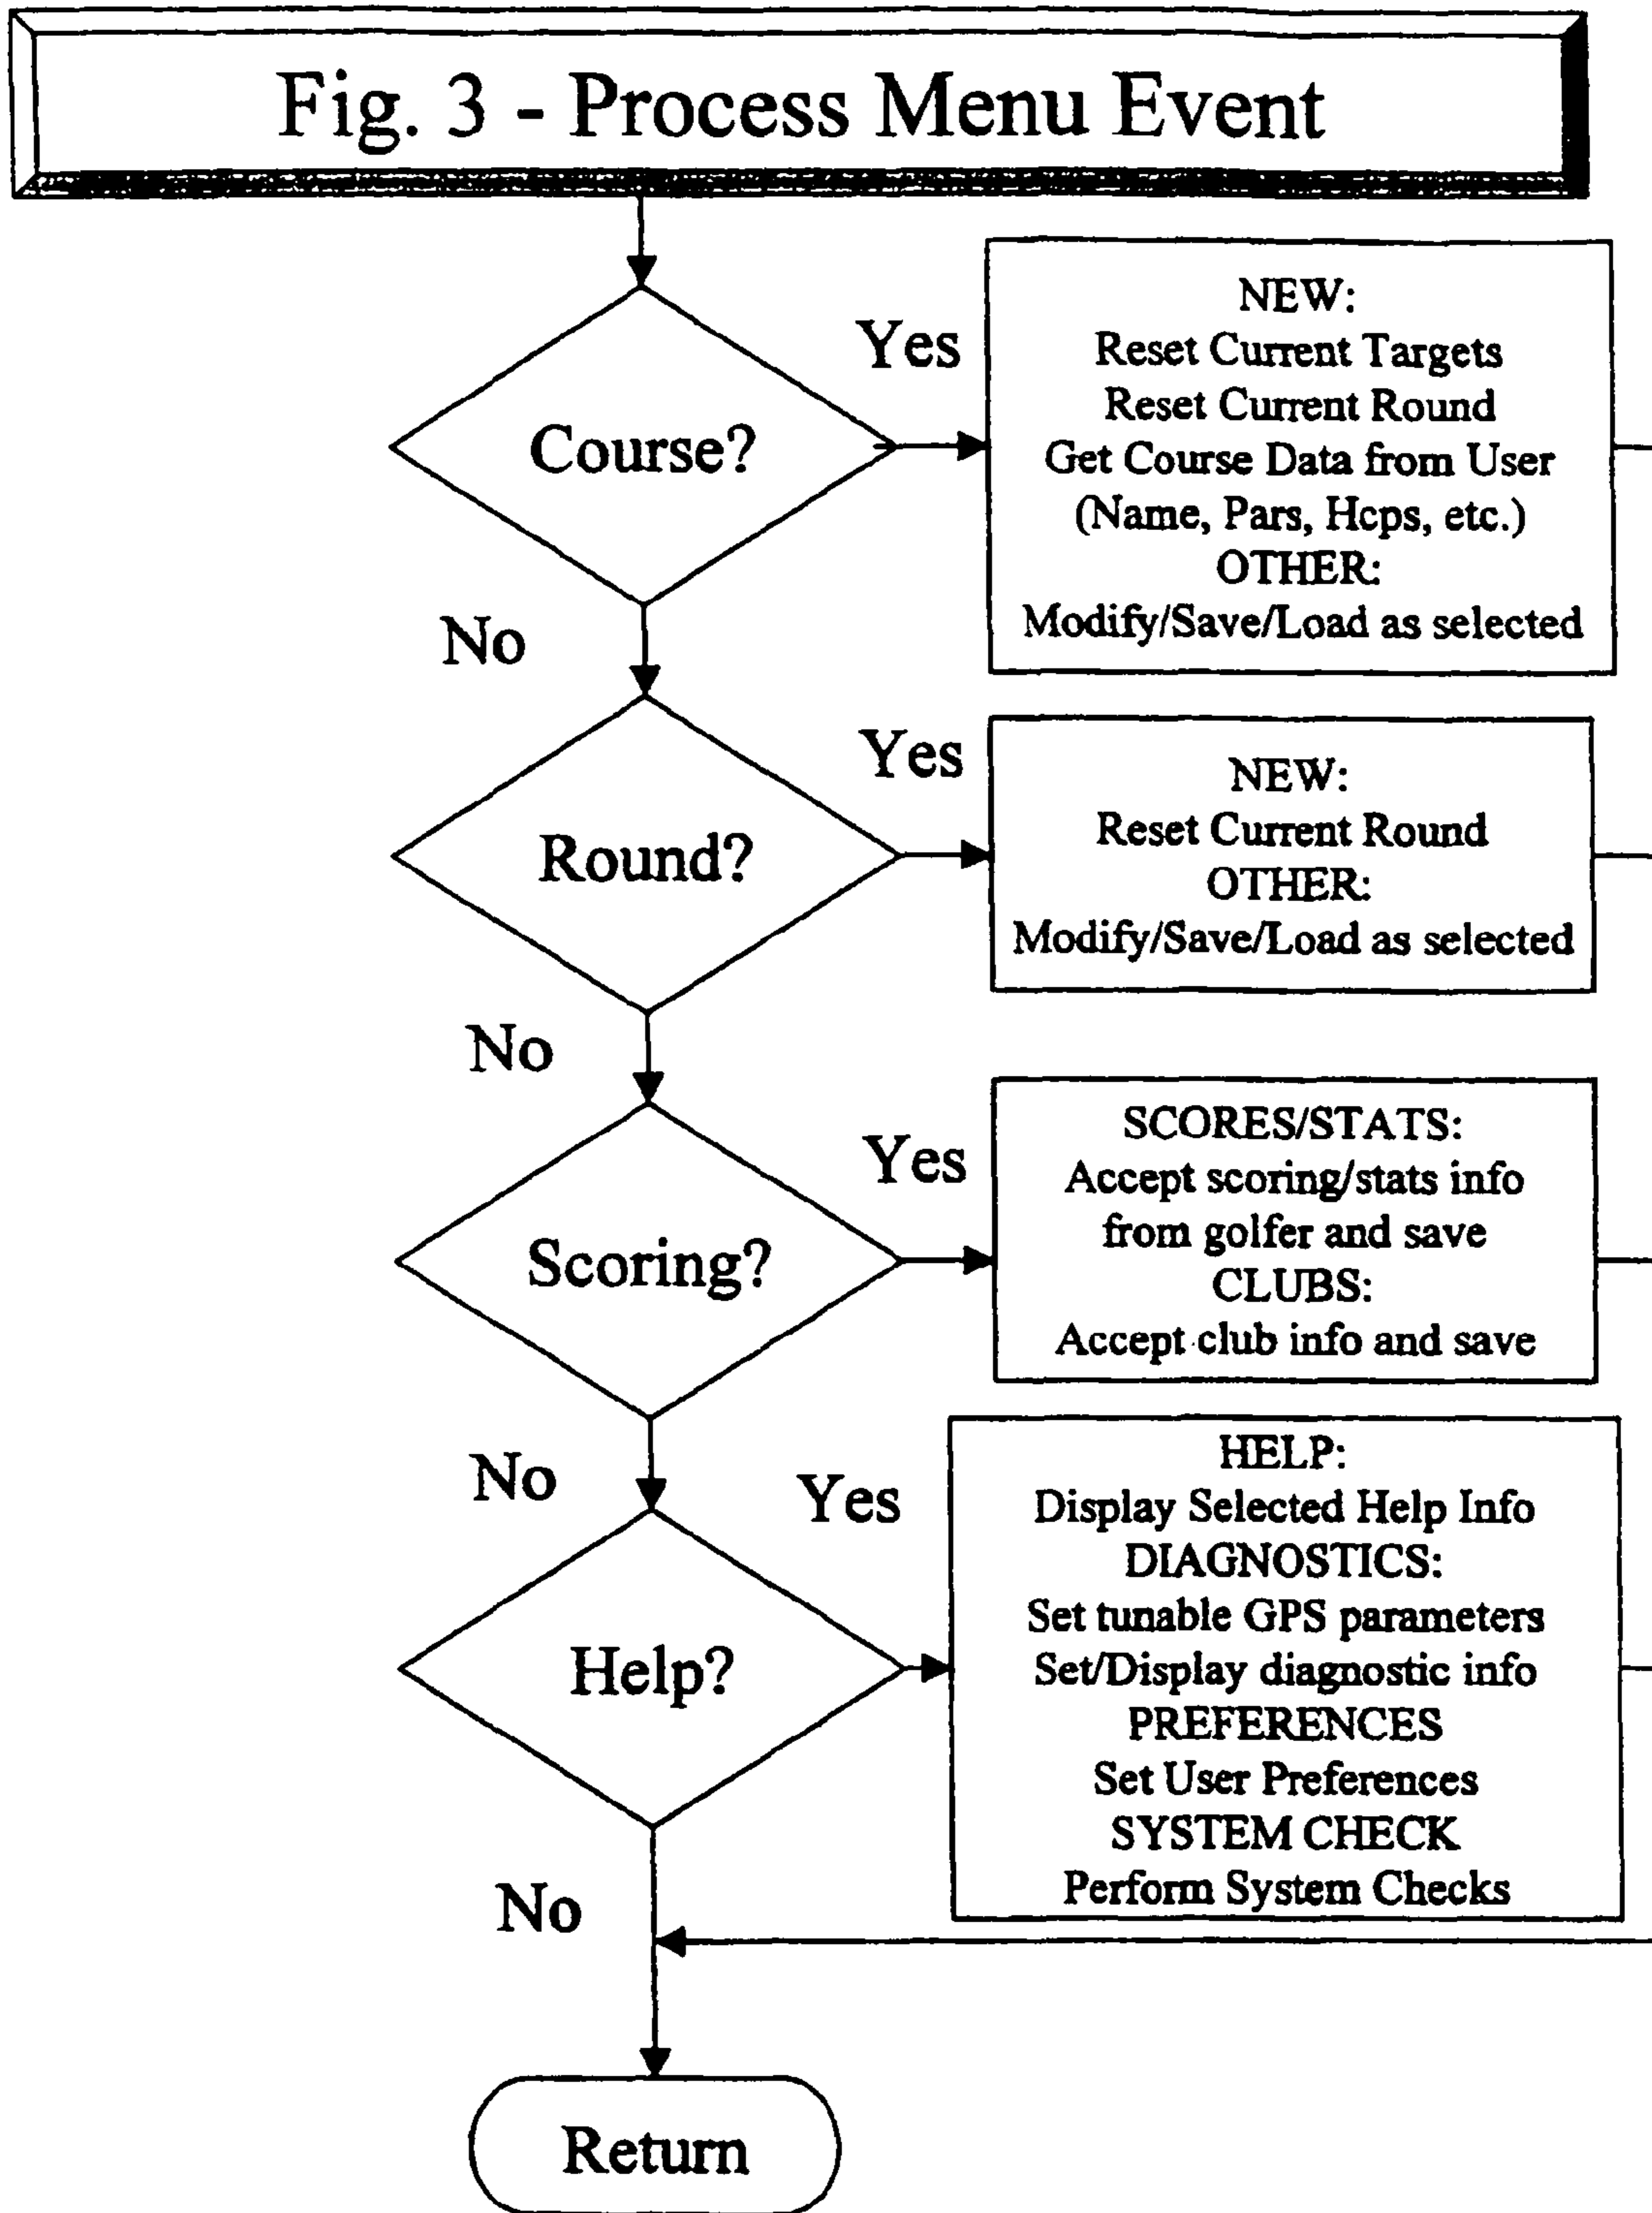 Fig. 3 - Process Menu Event
Course?
Yes
NEW:
Reset Current Targets
Reset Current Round
Get Course Data from User
(Name, Pars, Hcps, etc.)
OTHER:
Modify/Save/Load as selected
No
Round?
Yes
NEW:
Reset Current Round
OTHER:
Modify/Save/Load as selected
No
Scoring?
Yes
SCORES/STATS:
Accept scoring/stats info
from golfer and save
CLUBS:
Accept club info and save
No
Help?
Yes
HELP:
Display Selected Help Info
DIAGNOSTICS:
Set tunable GPS parameters
Set/Display diagnostic info
PREFERENCES
Set User Preferences
SYSTEM CHECK
Perform System Checks
No
Return